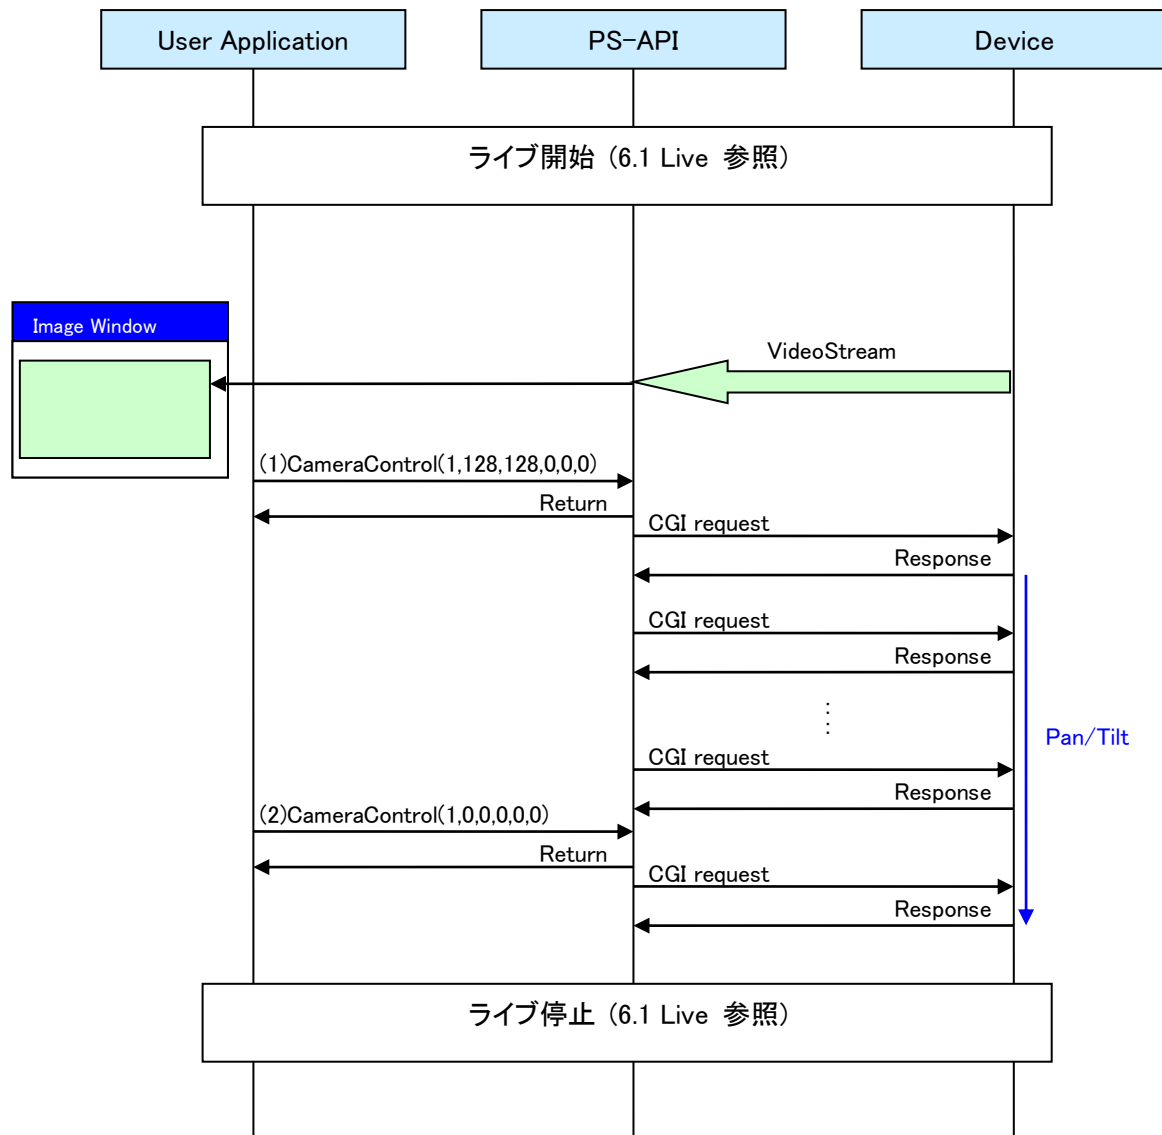 User Application
PS-API
Device
ライブ開始 (6.1 Live 参照)
Image Window
VideoStream
(1)CameraControl(1,128,128,0,0,0)
Return
CGI request
Response
CGI request
Response
Pan/Tilt
CGI request
Response
(2)CameraControl(1,0,0,0,0,0)
Return
CGI request
Response
ライブ停止 (6.1 Live 参照)